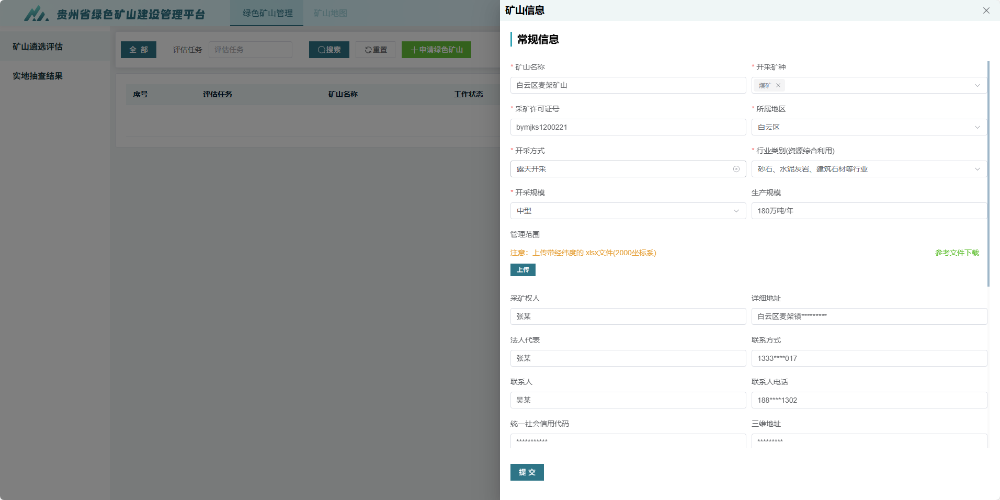 贵州省绿色矿山建设管理平台
绿色矿山管理
矿山地图
矿山遴选评估
实地抽查结果
全 部
评估任务
评估任务
搜索
重置
申请绿色矿山
序号
评估任务
矿山名称
工作状态
矿山信息
常规信息
* 矿山名称
* 开采矿种
白云区麦架矿山
煤矿
* 采矿许可证号
* 所属地区
bymjks1200221
白云区
* 开采方式
* 行业类别(资源综合利用)
露天开采
砂石、水泥灰岩、建筑石材等行业
* 开采规模
生产规模
中型
180万吨/年
管理范围
注意：上传带经纬度的.xlsx文件(2000坐标系)
参考文件下载
上传
采矿权人
详细地址
张某
白云区麦架镇*********
法人代表
联系方式
张某
1333****017
联系人
联系人电话
吴某
188****1302
统一社会信用代码
三维地址
***********
*********
提 交